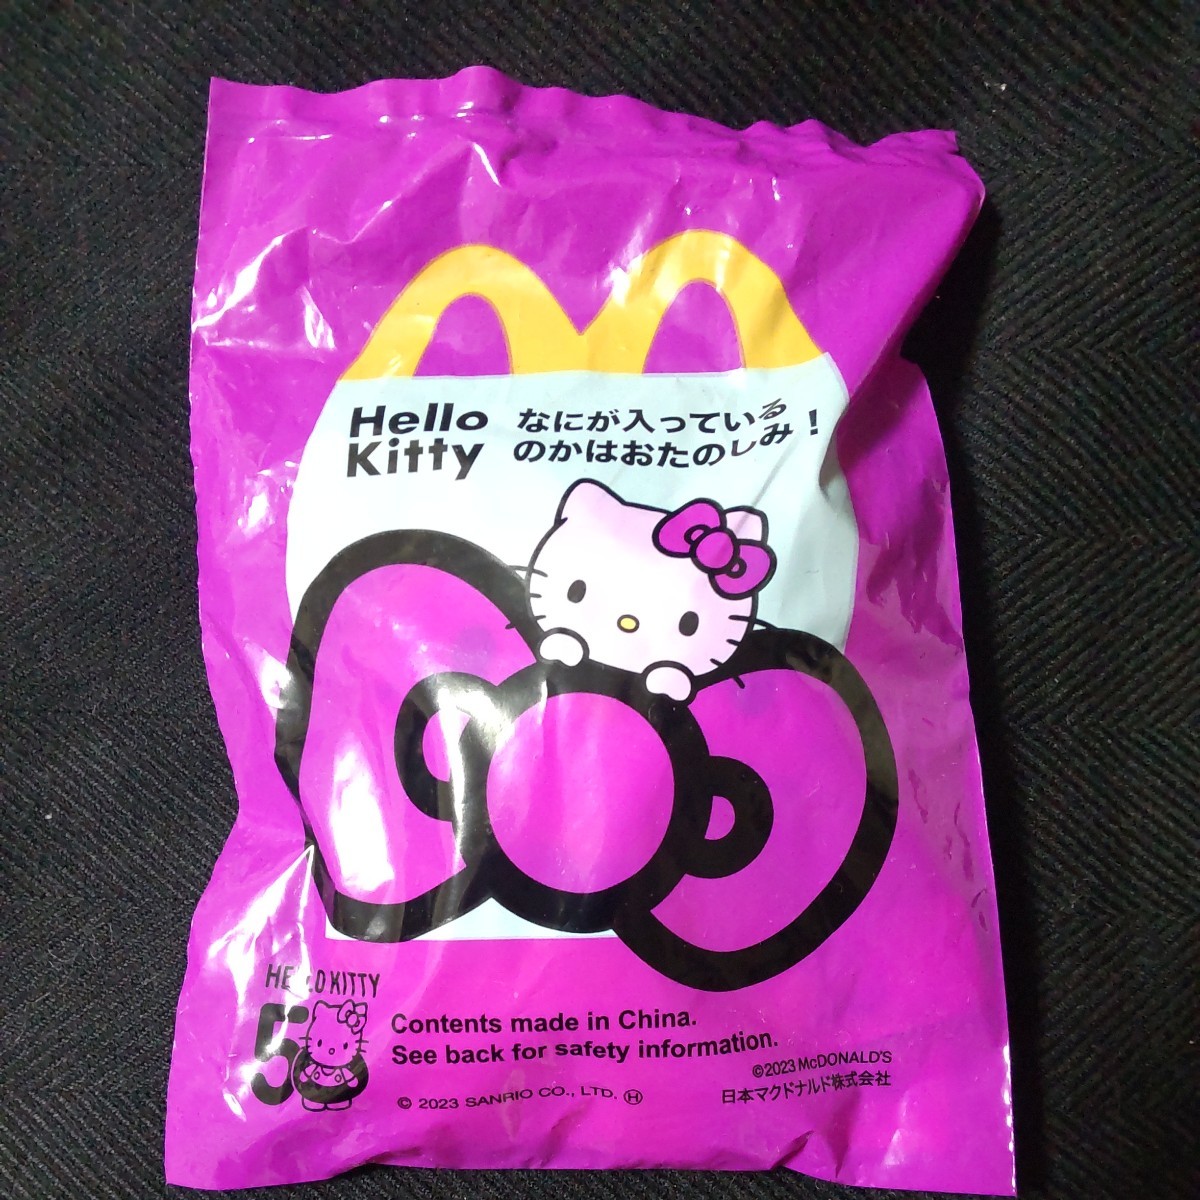 Hello
Kitty
なにが入っている
のかはおたのしみ！
HELLO KITTY
50
Contents made in China.
See back for safety information.
© 2023 SANRIO CO., LTD. Ⓗ
©2023 McDONALD'S
日本マクドナルド株式会社